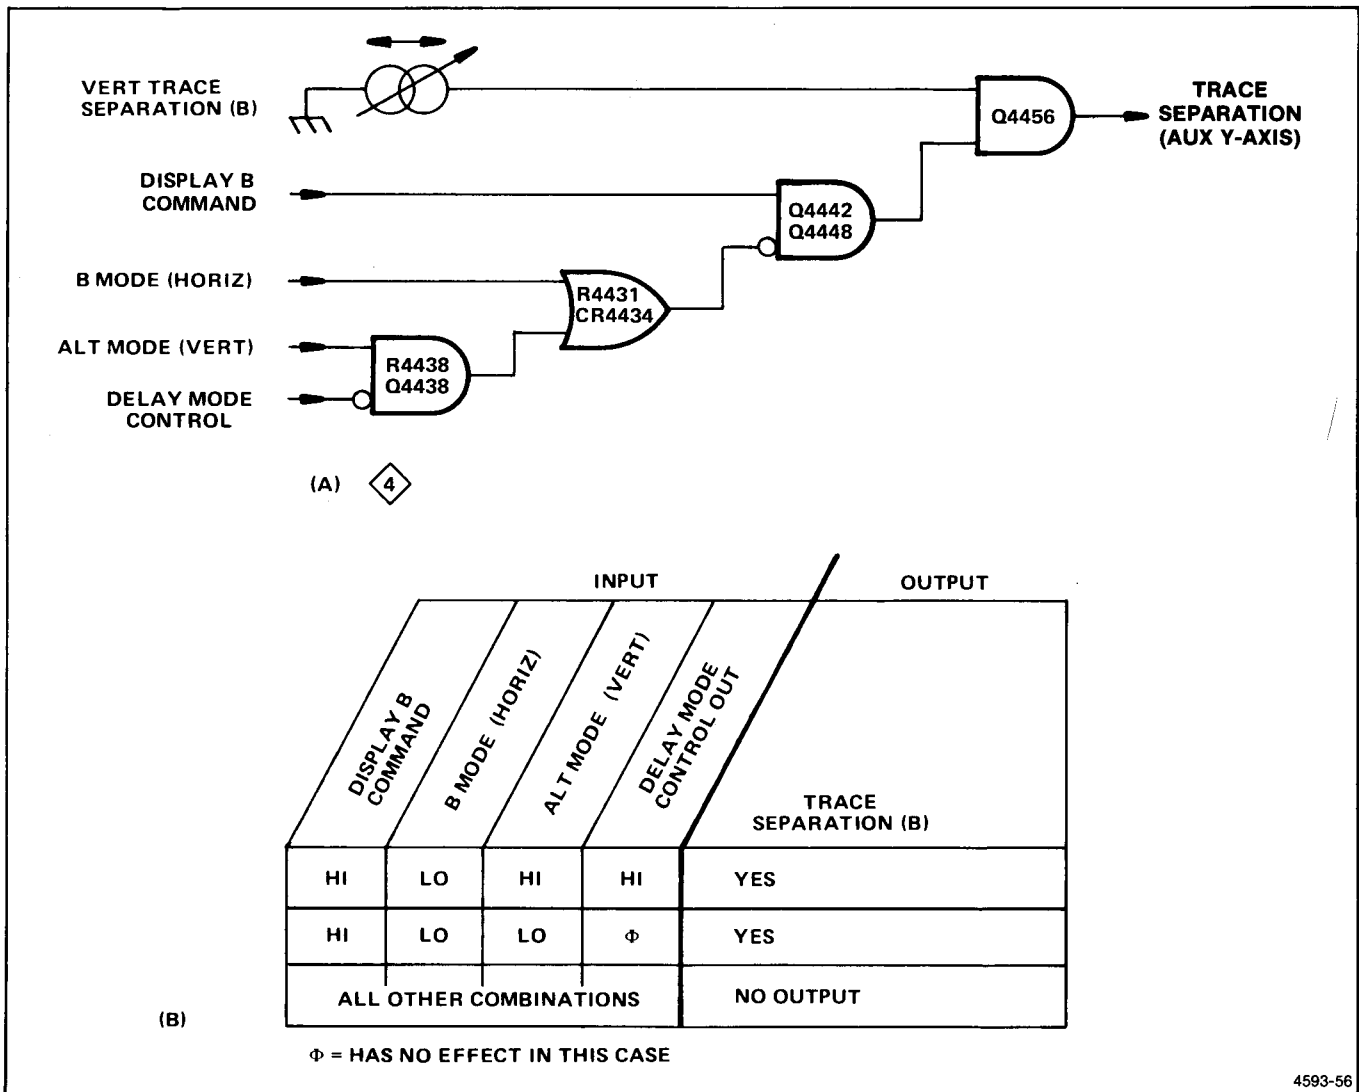 VERT TRACE
SEPARATION (B)
Q4456
TRACE
SEPARATION
(AUX Y-AXIS)
DISPLAY B
COMMAND
Q4442
Q4448
B MODE (HORIZ)
R4431
CR4434
ALT MODE (VERT)
R4438
Q4438
DELAY MODE
CONTROL
(A) 4
INPUT OUTPUT
DISPLAY B
COMMAND
B MODE (HORIZ)
ALT MODE (VERT)
DELAY MODE
CONTROL OUT
TRACE
SEPARATION (B)
HI LO HI HI YES
HI LO LO Φ YES
ALL OTHER COMBINATIONS NO OUTPUT
(B)
Φ = HAS NO EFFECT IN THIS CASE
4593-56